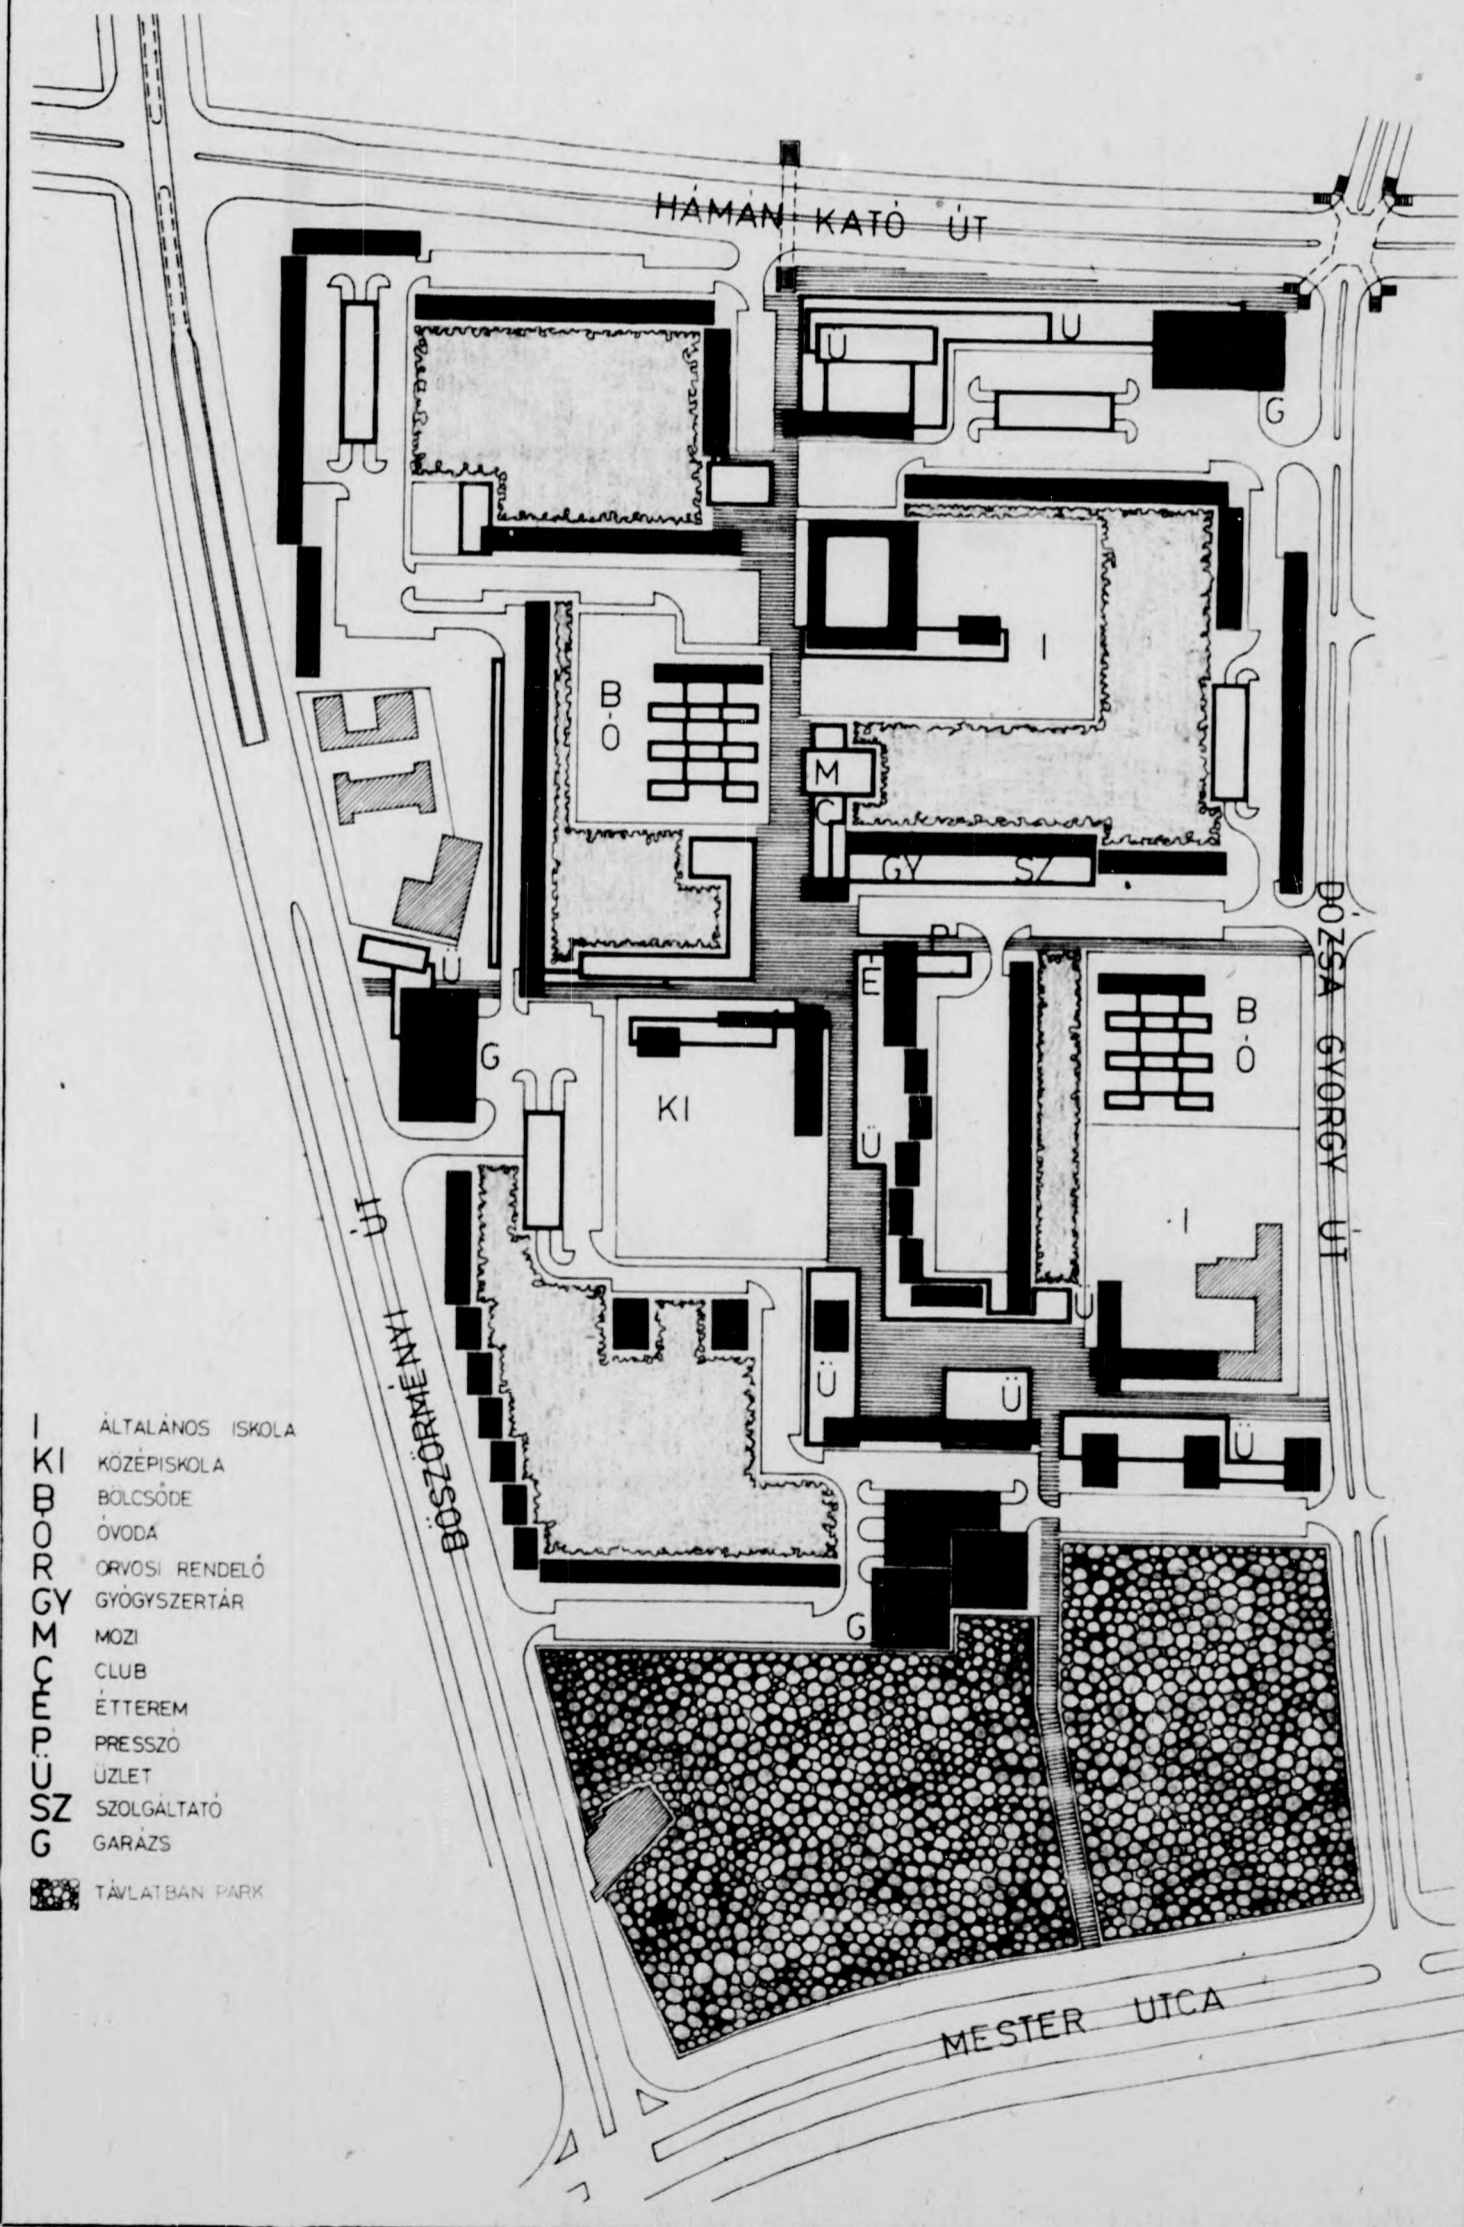 HÁMÁN KATÓ ÚT
Ü
Ü
G
I
B-Ó
M
C
GY SZ
P
É
Ü
B-Ó
G
KI
Ü
I
Ü
Ü
Ü
Ü
G
DÓZSA GYÖRGY ÚT
BÖSZÖRMÉNYI ÚT
MESTER UTCA
I ÁLTALÁNOS ISKOLA
KI KÖZÉPISKOLA
B BÖLCSŐDE
Ó ÓVODA
R ORVOSI RENDELŐ
GY GYÓGYSZERTÁR
M MOZI
C CLUB
É ÉTTEREM
P PRESSZÓ
Ü ÜZLET
SZ SZOLGÁLTATÓ
G GARÁZS
TÁVLATBAN PARK